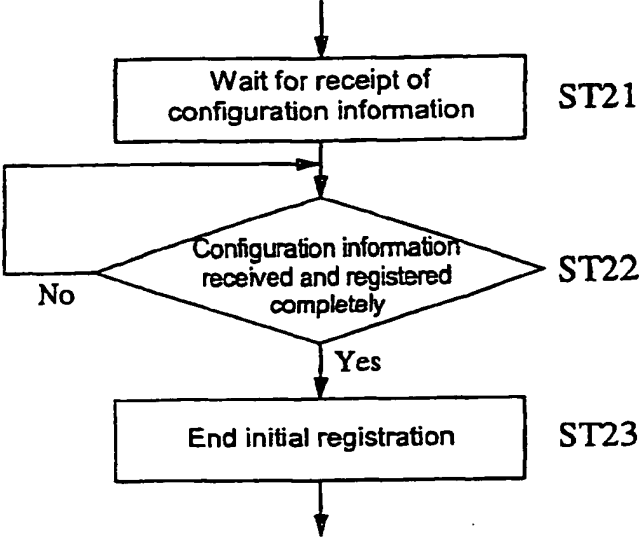 Wait for receipt of
configuration information
ST21
Configuration information
received and registered
completely
ST22
No
Yes
End initial registration
ST23